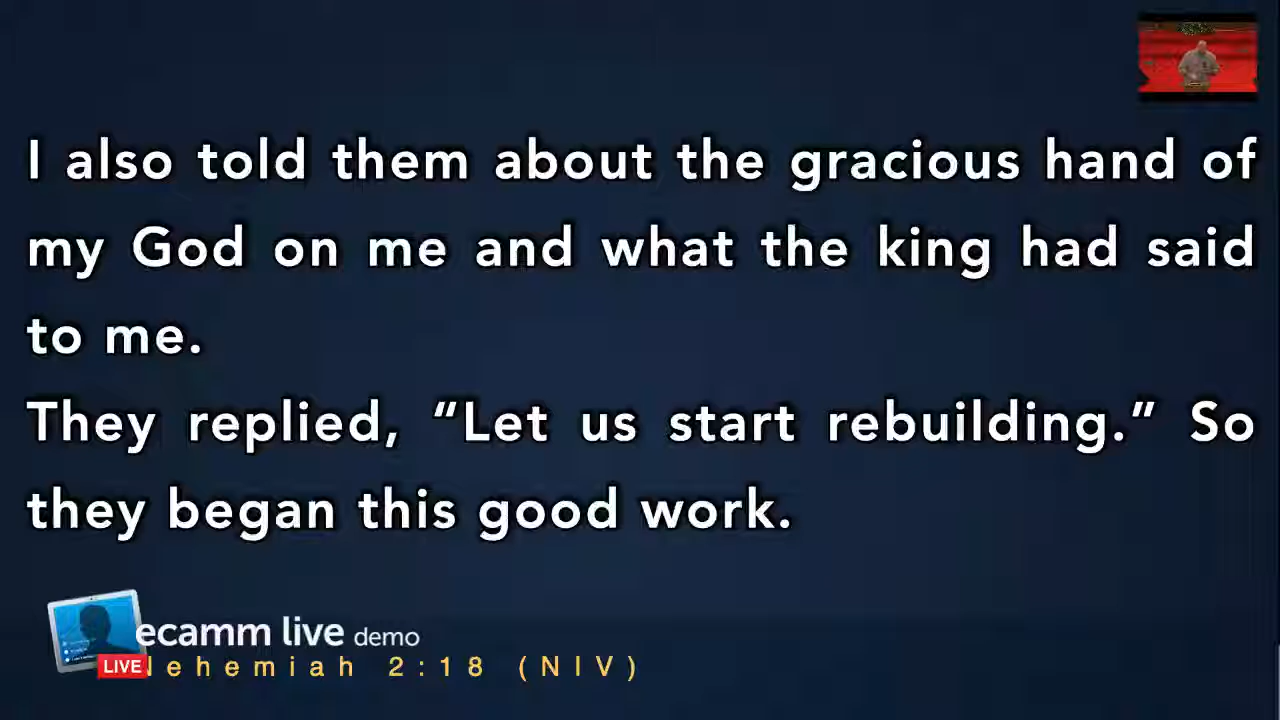 I also told them about the gracious hand of
my God on me and what the king had said
to me.
They replied, “Let us start rebuilding.” So
they began this good work.
ecamm live demo
LIVE
Nehemiah 2:18 (NIV)